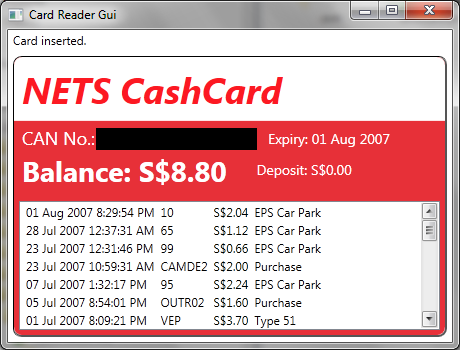 Card Reader Gui
Card inserted.
NETS CashCard
CAN No.: Expiry: 01 Aug 2007
Balance: S$8.80 Deposit: S$0.00
01 Aug 2007 8:29:54 PM 10 S$2.04 EPS Car Park
28 Jul 2007 12:37:31 AM 65 S$1.12 EPS Car Park
23 Jul 2007 12:31:46 PM 99 S$0.66 EPS Car Park
23 Jul 2007 10:59:31 AM CAMDE2 S$2.00 Purchase
07 Jul 2007 1:32:17 PM 95 S$2.24 EPS Car Park
05 Jul 2007 8:54:01 PM OUTR02 S$1.60 Purchase
01 Jul 2007 8:09:21 PM VEP S$3.70 Type 51